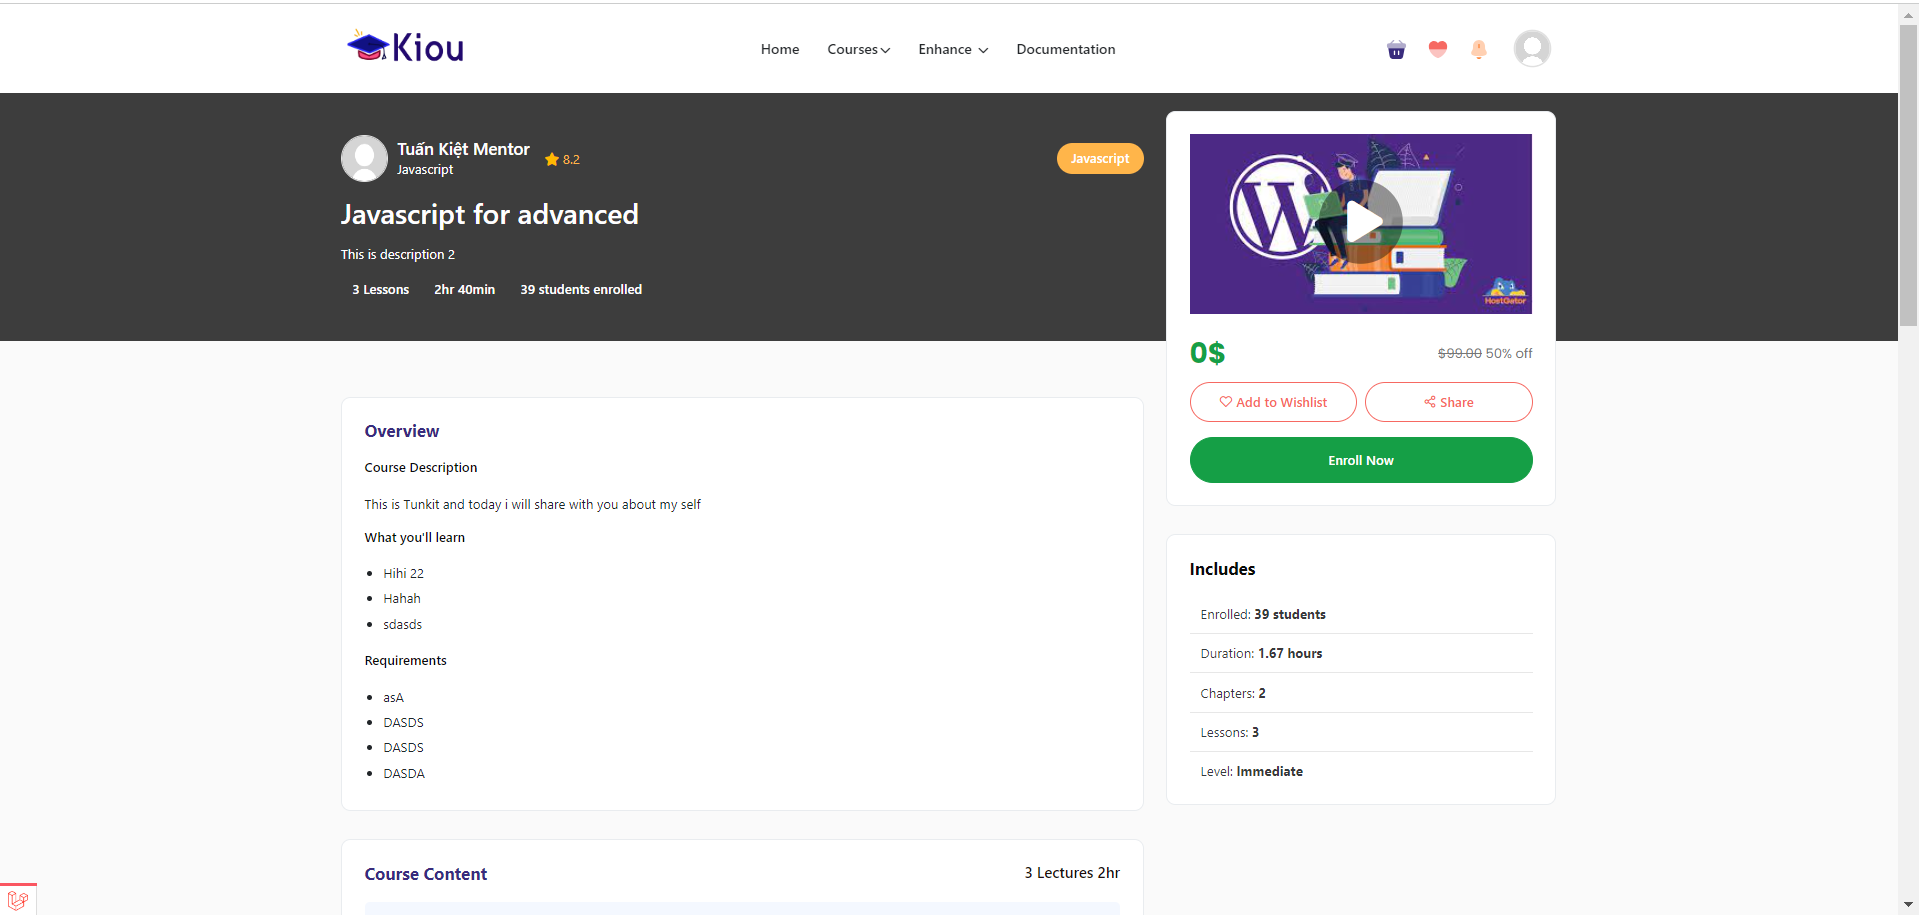 Kiou
Home Courses Enhance Documentation
Tuấn Kiệt Mentor
8.2
Javascript
Javascript
Javascript for advanced
This is description 2
3 Lessons 2hr 40min 39 students enrolled
W
HostGator
0$
$99.00 50% off
Add to Wishlist
Share
Enroll Now
Overview
Course Description
This is Tunkit and today i will share with you about my self
What you'll learn
Hihi 22
Hahah
sdasds
Requirements
asA
DASDS
DASDS
DASDA
Includes
Enrolled: 39 students
Duration: 1.67 hours
Chapters: 2
Lessons: 3
Level: Immediate
Course Content
3 Lectures 2hr